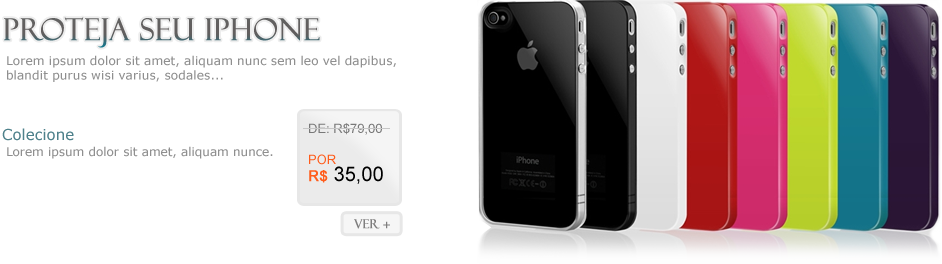 PROTEJA SEU IPHONE
Lorem ipsum dolor sit amet, aliquam nunc sem leo vel dapibus,
blandit purus wisi varius, sodales...
Colecione
Lorem ipsum dolor sit amet, aliquam nunce.
DE: R$79,00
POR
R$ 35,00
VER +
iPhone